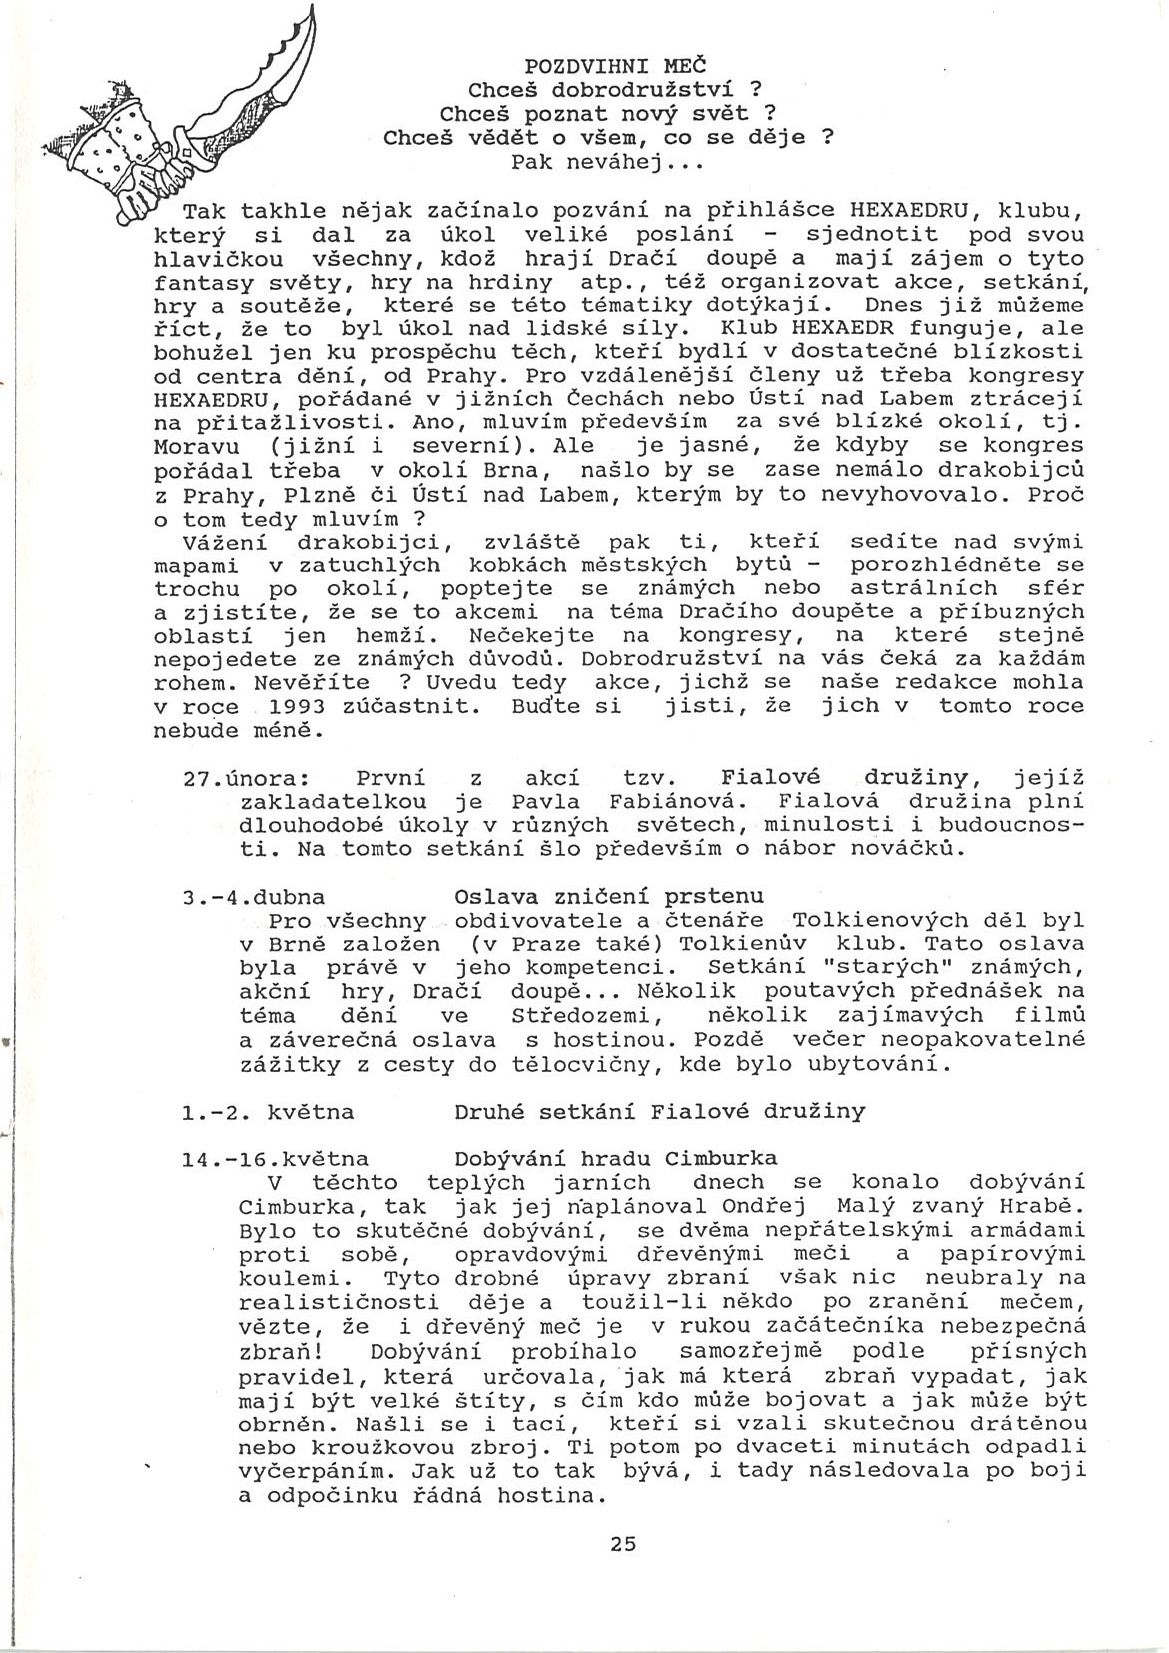 POZDVIHNI MEČ
Chceš dobrodružství ?
Chceš poznat nový svět ?
Chceš vědět o všem, co se děje ?
Pak neváhej...
Tak takhle nějak začínalo pozvání na přihlášce HEXAEDRU, klubu,
který si dal za úkol veliké poslání - sjednotit pod svou
hlavičkou všechny, kdož hrají Dračí doupě a mají zájem o tyto
fantasy světy, hry na hrdiny atp., též organizovat akce, setkání,
hry a soutěže, které se této tématiky dotýkají. Dnes již můžeme
říct, že to byl úkol nad lidské síly. Klub HEXAEDR funguje, ale
bohužel jen ku prospěchu těch, kteří bydlí v dostatečné blízkosti
od centra dění, od Prahy. Pro vzdálenější členy už třeba kongresy
HEXAEDRU, pořádané v jižních Čechách nebo Ústí nad Labem ztrácejí
na přitažlivosti. Ano, mluvím především za své blízké okolí, tj.
Moravu (jižní i severní). Ale je jasné, že kdyby se kongres
pořádal třeba v okolí Brna, našlo by se zase nemálo drakobijců
z Prahy, Plzně či Ústí nad Labem, kterým by to nevyhovovalo. Proč
o tom tedy mluvím ?
Vážení drakobijci, zvláště pak ti, kteří sedíte nad svými
mapami v zatuchlých kobkách městských bytů - porozhlédněte se
trochu po okolí, poptejte se známých nebo astrálních sfér
a zjistíte, že se to akcemi na téma Dračího doupěte a příbuzných
oblastí jen hemží. Nečekejte na kongresy, na které stejně
nepojedete ze známých důvodů. Dobrodružství na vás čeká za každám
rohem. Nevěříte ? Uvedu tedy akce, jichž se naše redakce mohla
v roce 1993 zúčastnit. Buďte si jisti, že jich v tomto roce
nebude méně.
27.února: První z akcí tzv. Fialové družiny, jejíž
zakladatelkou je Pavla Fabiánová. Fialová družina plní
dlouhodobé úkoly v různých světech, minulosti i budoucnos-
ti. Na tomto setkání šlo především o nábor nováčků.
3.-4.dubna Oslava zničení prstenu
Pro všechny obdivovatele a čtenáře Tolkienových děl byl
v Brně založen (v Praze také) Tolkienův klub. Tato oslava
byla právě v jeho kompetenci. Setkání "starých" známých,
akční hry, Dračí doupě... Několik poutavých přednášek na
téma dění ve Středozemi, několik zajímavých filmů
a záverečná oslava s hostinou. Pozdě večer neopakovatelné
zážitky z cesty do tělocvičny, kde bylo ubytování.
1.-2. května Druhé setkání Fialové družiny
14.-16.května Dobývání hradu Cimburka
V těchto teplých jarních dnech se konalo dobývání
Cimburka, tak jak jej naplánoval Ondřej Malý zvaný Hrabě.
Bylo to skutěčné dobývání, se dvěma nepřátelskými armádami
proti sobě, opravdovými dřevěnými meči a papírovými
koulemi. Tyto drobné úpravy zbraní však nic neubraly na
realističnosti děje a toužil-li někdo po zranění mečem,
vězte, že i dřevěný meč je v rukou začátečníka nebezpečná
zbraň! Dobývání probíhalo samozřejmě podle přísných
pravidel, která určovala, jak má která zbraň vypadat, jak
mají být velké štíty, s čím kdo může bojovat a jak může být
obrněn. Našli se i tací, kteří si vzali skutečnou drátěnou
nebo kroužkovou zbroj. Ti potom po dvaceti minutách odpadli
vyčerpáním. Jak už to tak bývá, i tady následovala po boji
a odpočinku řádná hostina.
25